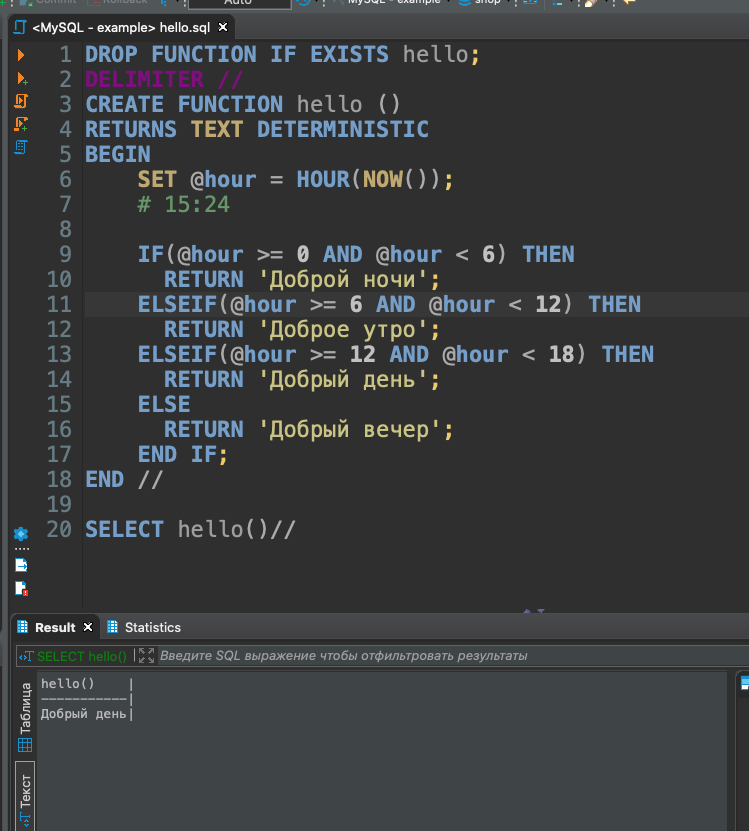 Auto
MySQL - example
shop
<MySQL - example> hello.sql
1 DROP FUNCTION IF EXISTS hello;
2 DELIMITER //
3 CREATE FUNCTION hello ()
4 RETURNS TEXT DETERMINISTIC
5 BEGIN
6 SET @hour = HOUR(NOW());
7 # 15:24
8
9 IF(@hour >= 0 AND @hour < 6) THEN
10 RETURN 'Доброй ночи';
11 ELSEIF(@hour >= 6 AND @hour < 12) THEN
12 RETURN 'Доброе утро';
13 ELSEIF(@hour >= 12 AND @hour < 18) THEN
14 RETURN 'Добрый день';
15 ELSE
16 RETURN 'Добрый вечер';
17 END IF;
18 END //
19
20 SELECT hello()//
Result Statistics
SELECT hello() Введите SQL выражение чтобы отфильтровать результаты
Таблица
Текст
hello() |
-----------|
Добрый день|